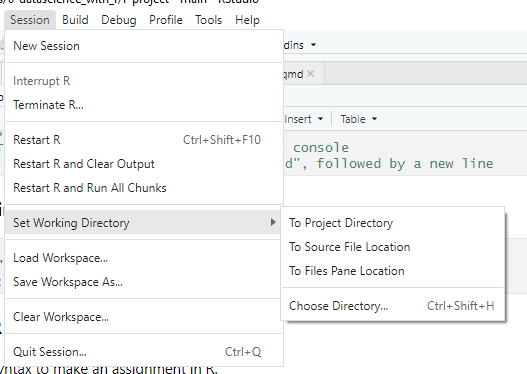 project - main - RStudio
Session Build Debug Profile Tools Help
New Session
Interrupt R
Terminate R...
Restart R Ctrl+Shift+F10
Restart R and Clear Output
Restart R and Run All Chunks
Set Working Directory
Load Workspace...
Save Workspace As...
Clear Workspace...
Quit Session... Ctrl+Q
To Project Directory
To Source File Location
To Files Pane Location
Choose Directory... Ctrl+Shift+H
dins
qmd
Insert Table
console
d", followed by a new line
yntax to make an assignment in R.